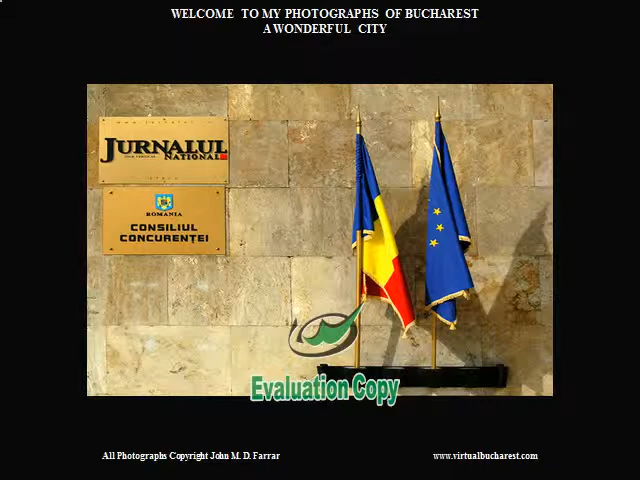 WELCOME TO MY PHOTOGRAPHS OF BUCHAREST
A WONDERFUL CITY
JURNALUL
NATIONAL
ROMANIA
CONSILIUL
CONCURENȚEI
Evaluation Copy
All Photographs Copyright John M. D. Farrar
www.virtualbucharest.com